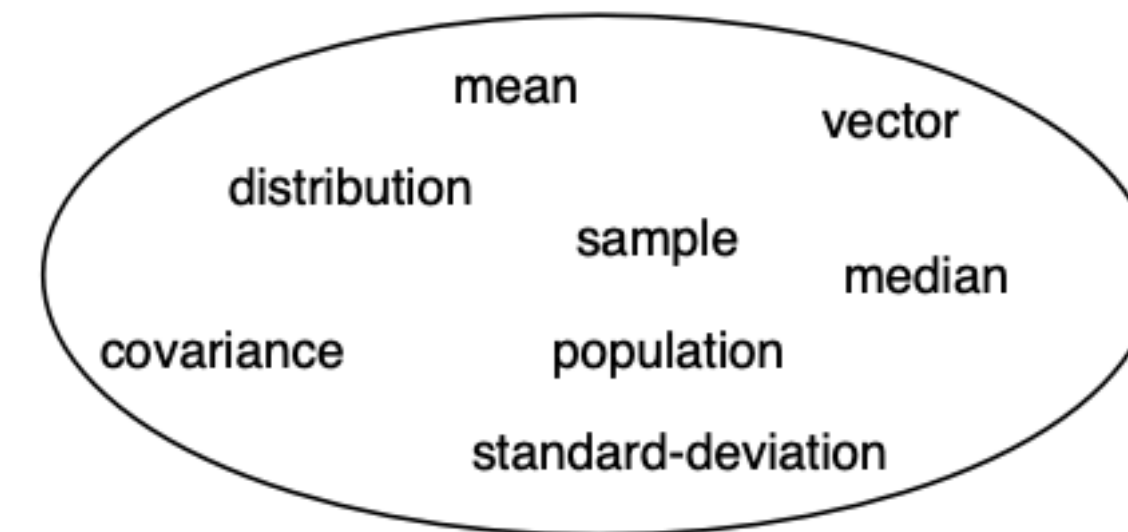 mean
vector
distribution
sample
median
covariance
population
standard-deviation